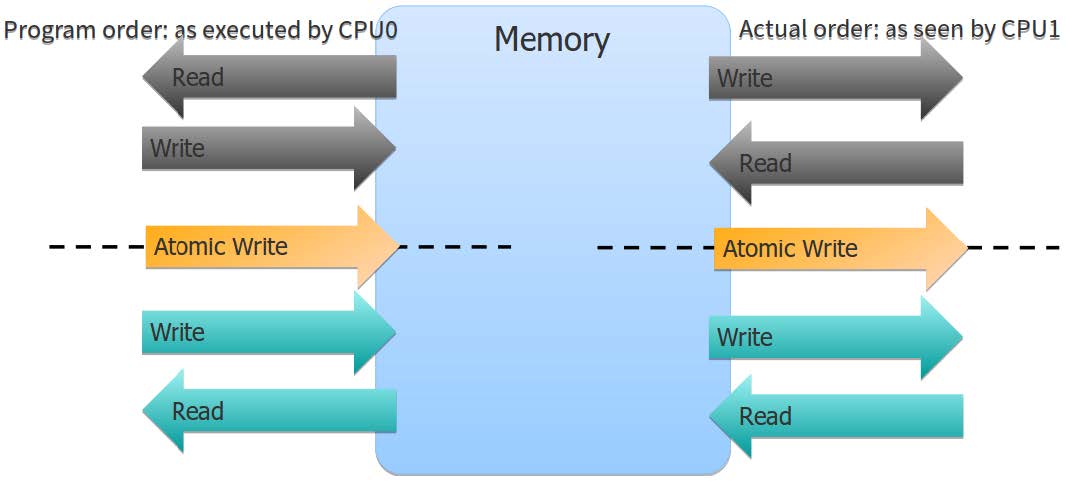 Program order: as executed by CPU0
Memory
Actual order: as seen by CPU1
Read
Write
Write
Read
Atomic Write
Atomic Write
Write
Write
Read
Read